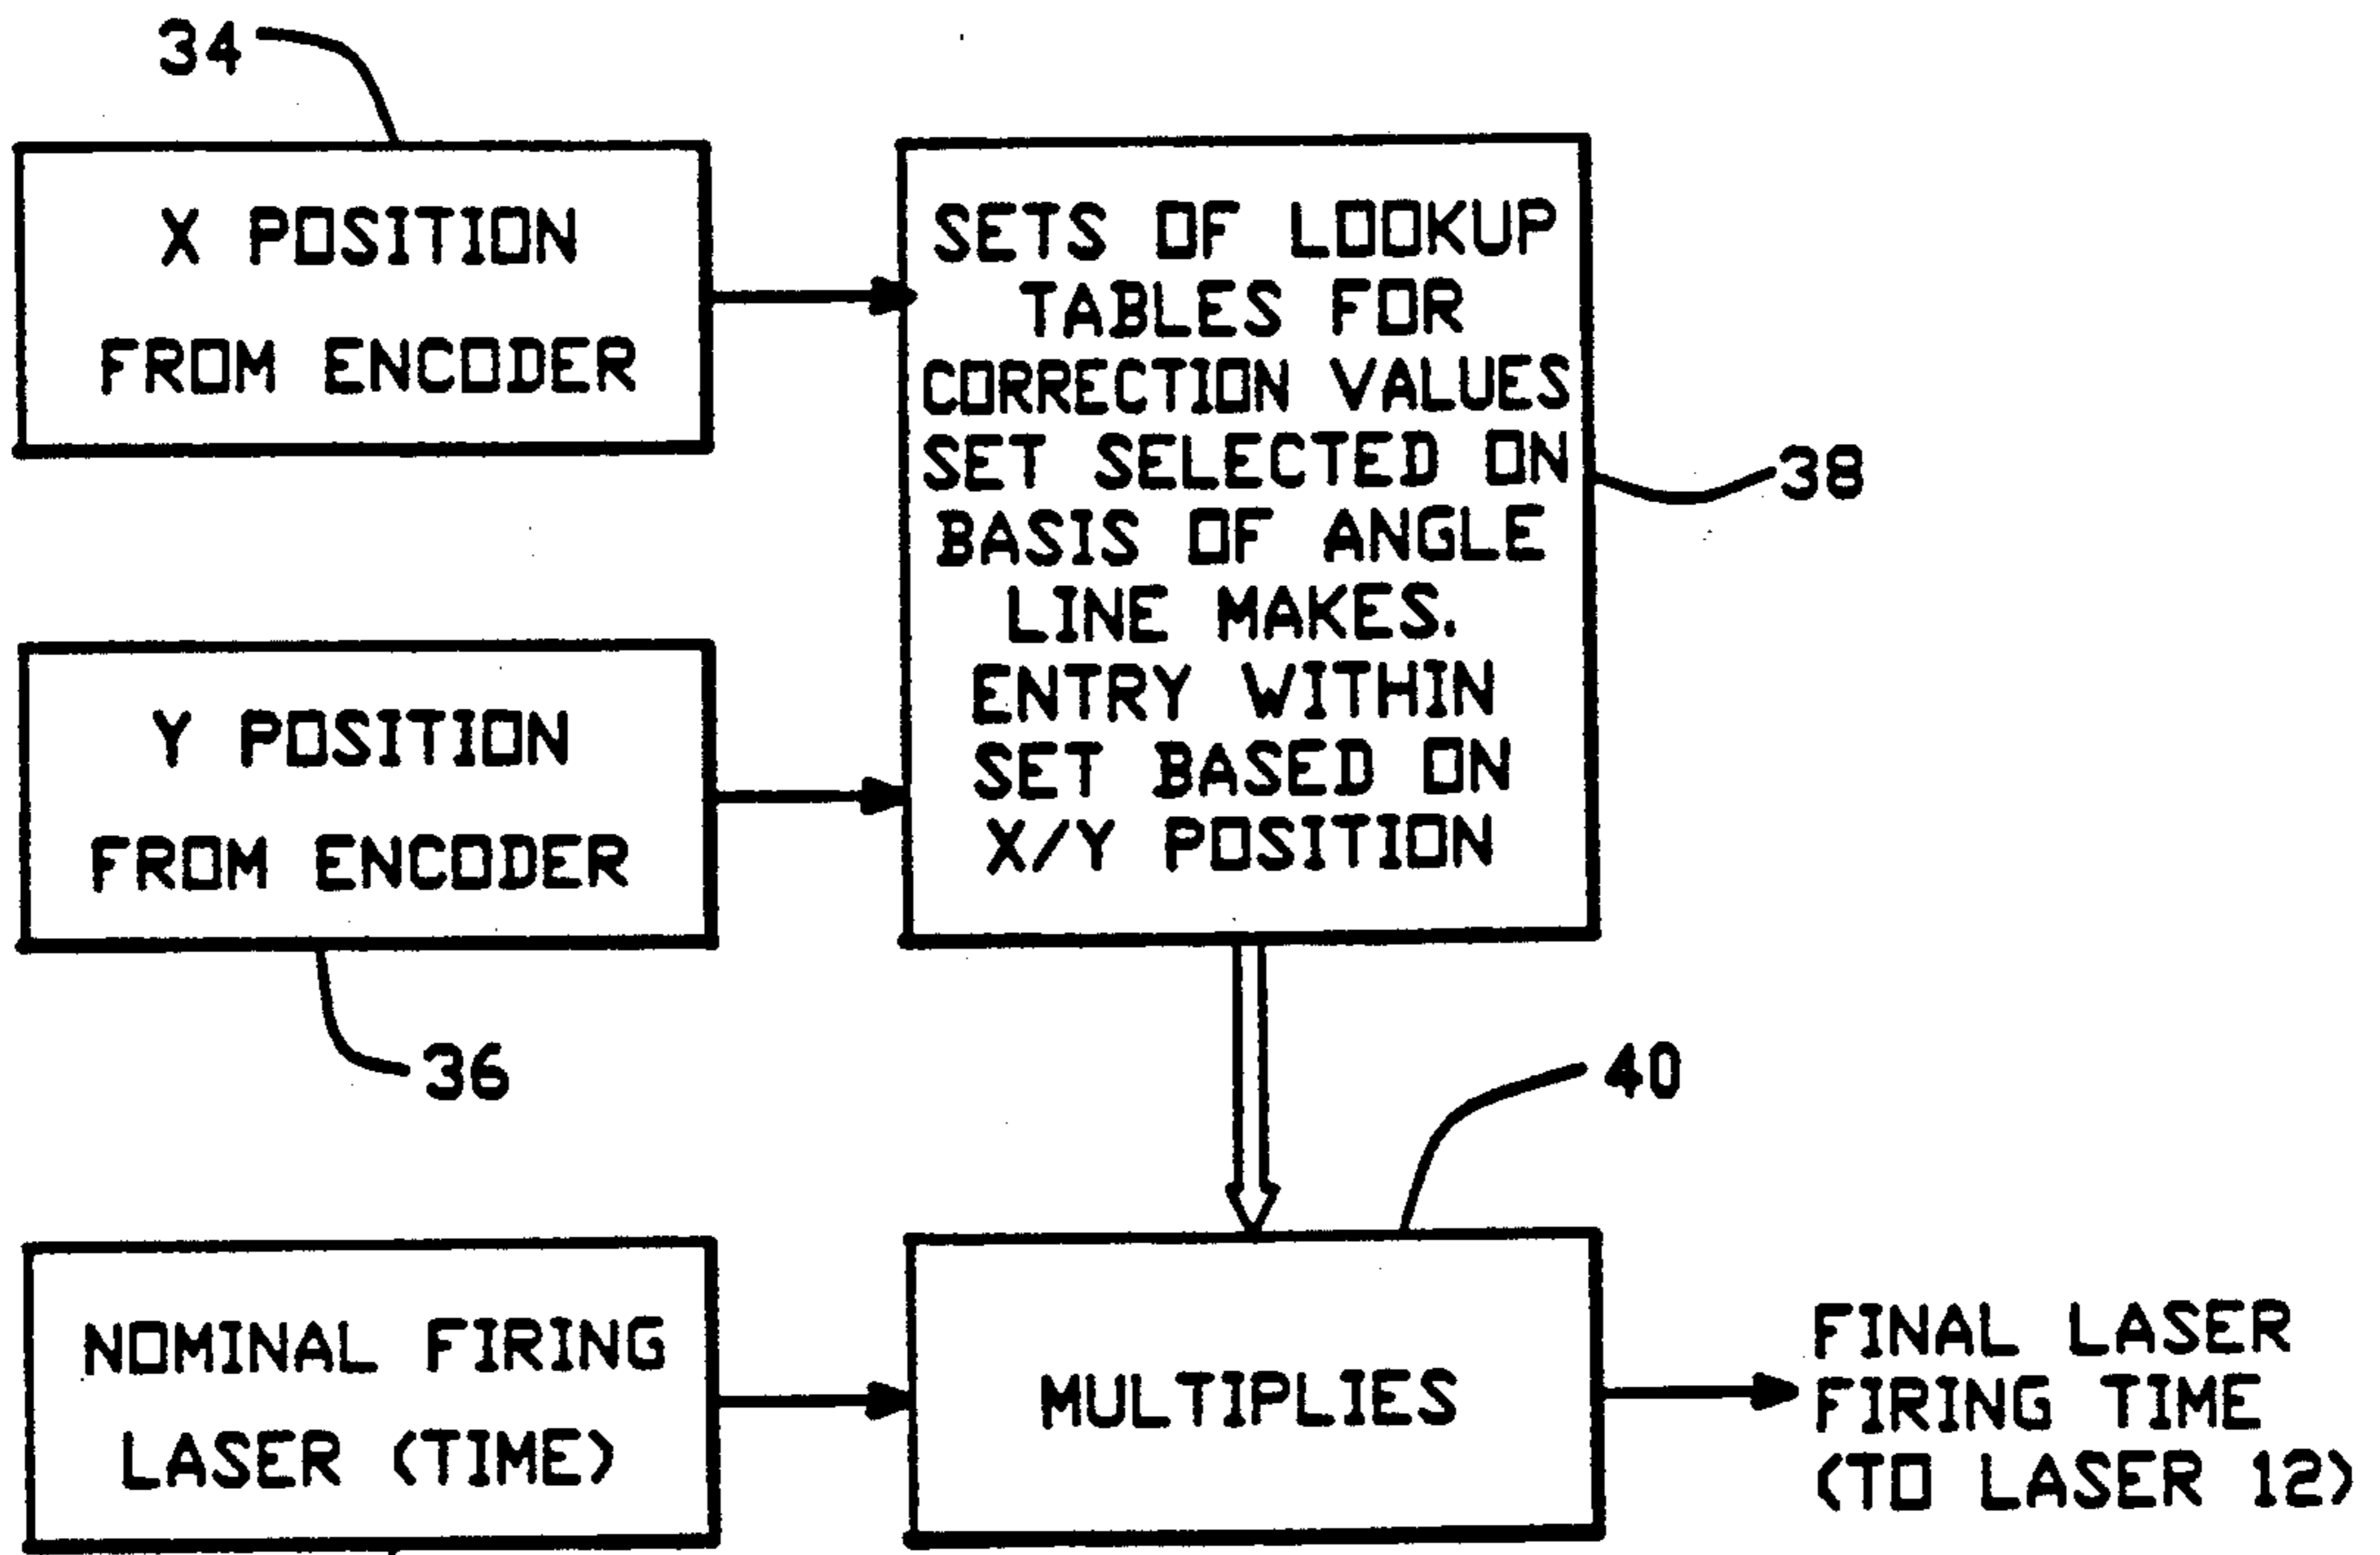 34
X POSITION
FROM ENCODER
SETS OF LOOKUP
TABLES FOR
CORRECTION VALUES
SET SELECTED ON
BASIS OF ANGLE
LINE MAKES.
ENTRY WITHIN
SET BASED ON
X/Y POSITION
38
Y POSITION
FROM ENCODER
36
40
NOMINAL FIRING
LASER (TIME)
MULTIPLIES
FINAL LASER
FIRING TIME
(TO LASER 12)